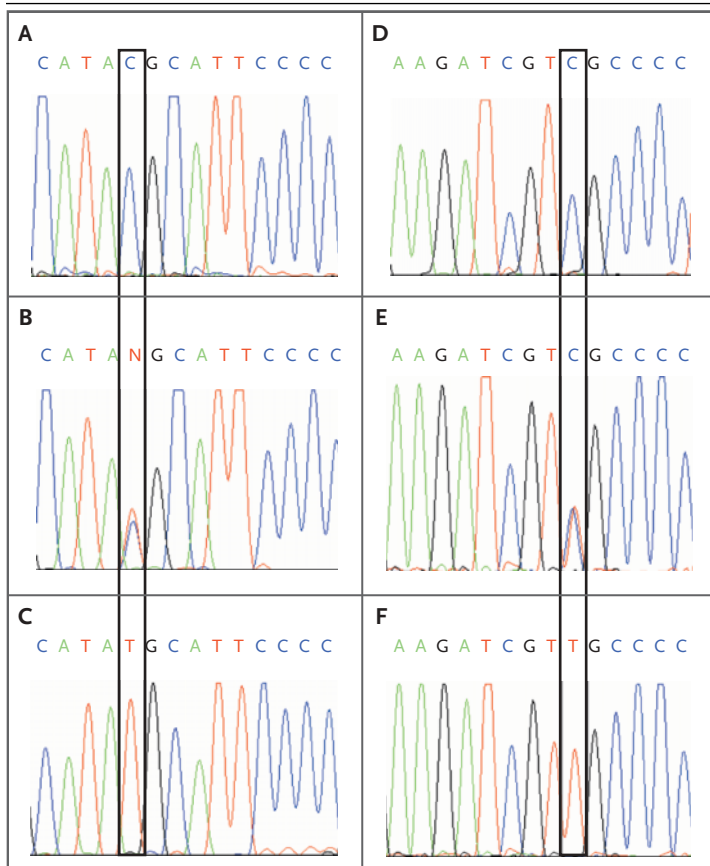 A
C A T A C G C A T T C C C C
D
A A G A T C G T C G C C C C
B
C A T A N G C A T T C C C C
E
A A G A T C G T C G C C C C
C
C A T A T G C A T T C C C C
F
A A G A T C G T T G C C C C